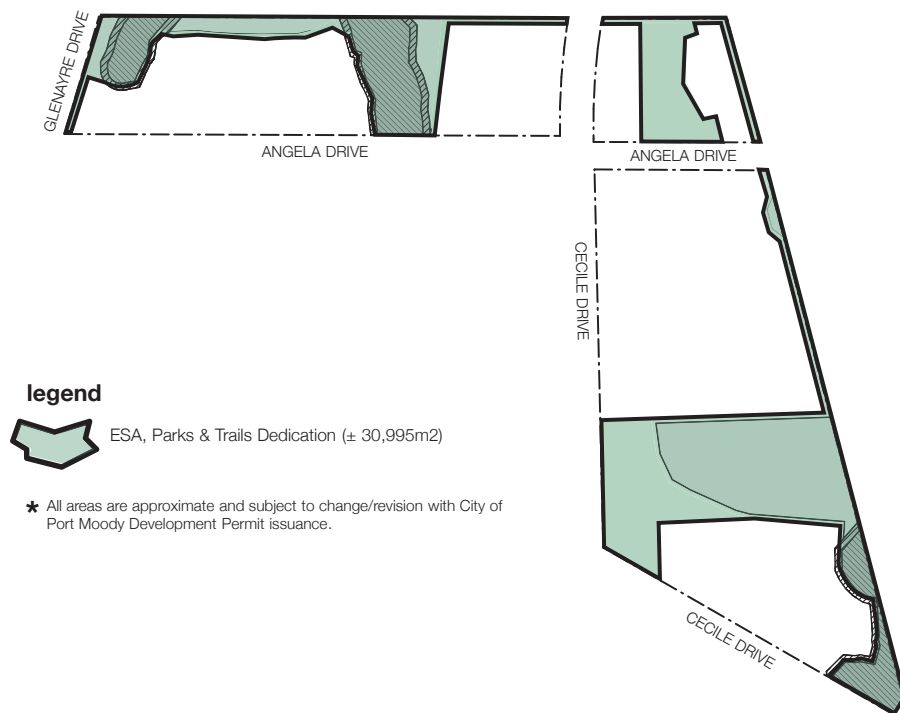 GLENAYRE DRIVE
ANGELA DRIVE
ANGELA DRIVE
CECILE DRIVE
legend
ESA, Parks & Trails Dedication (± 30,995m2)
* All areas are approximate and subject to change/revision with City of
Port Moody Development Permit issuance.
CECILE DRIVE